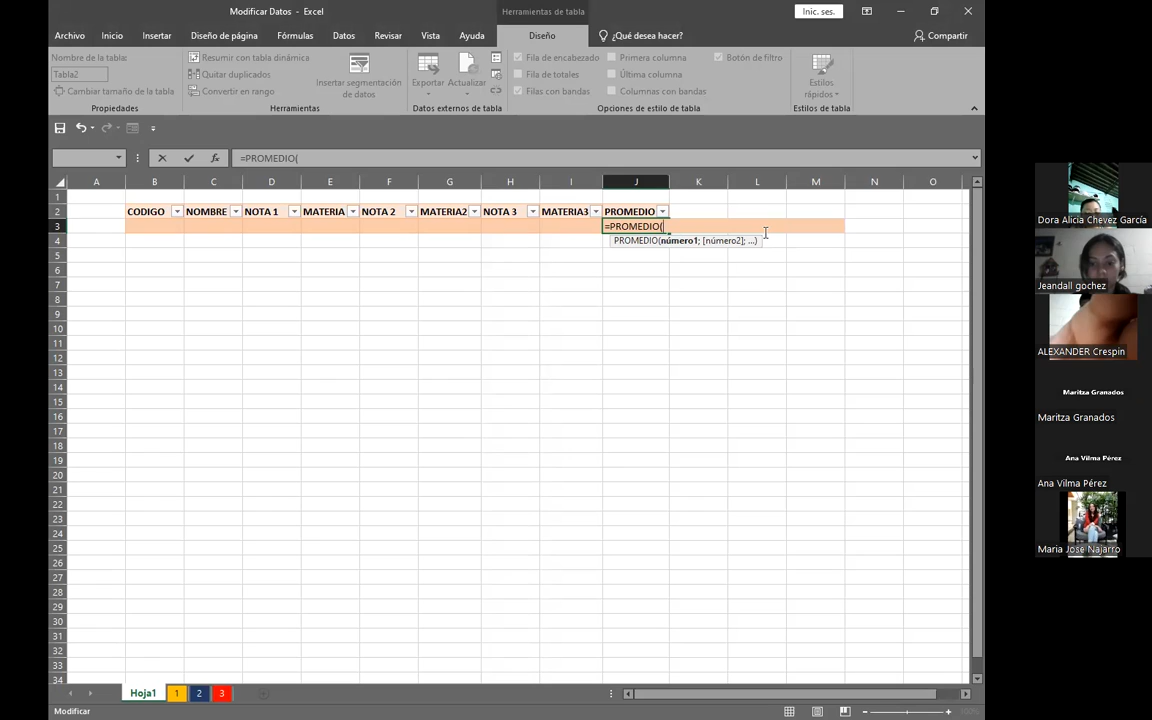 Modificar Datos - Excel
Herramientas de tabla
Inic. ses.
Archivo Inicio Insertar Diseño de página Fórmulas Datos Revisar Vista Ayuda Diseño ¿Qué desea hacer? Compartir
Nombre de la tabla:
Tabla2
Cambiar tamaño de la tabla
Propiedades
Resumir con tabla dinámica
Quitar duplicados
Convertir en rango
Insertar segmentación
de datos
Herramientas
Exportar Actualizar
Datos externos de tabla
Fila de encabezado Primera columna Botón de filtro
Fila de totales Última columna
Filas con bandas Columnas con bandas
Opciones de estilo de tabla
Estilos
rápidos
Estilos de tabla
fx =PROMEDIO(
A B C D E F G H I J K L M N O
1
2 CODIGO NOMBRE NOTA 1 MATERIA NOTA 2 MATERIA2 NOTA 3 MATERIA3 PROMEDIO
3 =PROMEDIO(
4 PROMEDIO(número1; [número2]; ...)
5
6
7
8
9
10
11
12
13
14
15
16
17
18
19
20
21
22
23
24
25
26
27
28
29
30
31
32
33
34
Hoja1 1 2 3
Modificar
Dora Alicia Chevez García
Jeandall gochez
ALEXANDER Crespin
Maritza Granados
Maritza Granados
Ana Vilma Pérez
Ana Vilma Pérez
Maria José Najarro